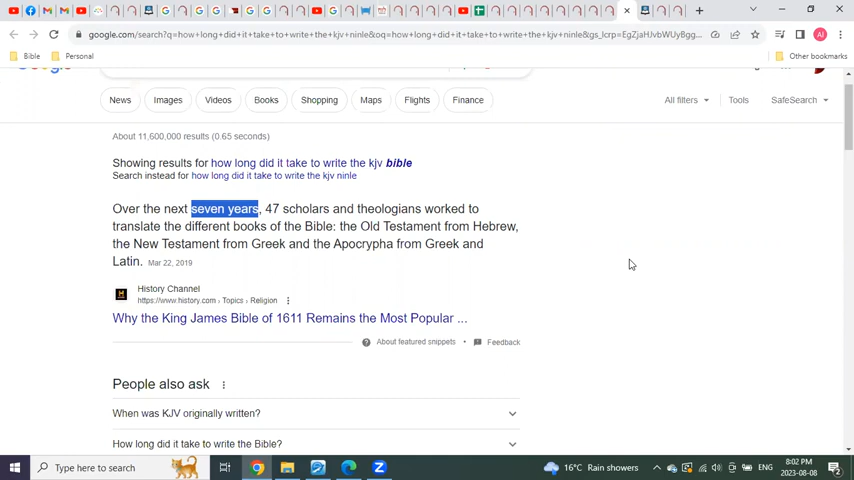 google.com/search?q=how+long+did+it+take+to+write+the+kjv+ninle&oq=how+long+did+it+take+to+write+the+kjv+ninle&gs_lcrp=EgZjaHJvbWUyBgg...
AI
Bible
Personal
Other bookmarks
News
Images
Videos
Books
Shopping
Maps
Flights
Finance
All filters
Tools
SafeSearch
About 11,600,000 results (0.65 seconds)
Showing results for how long did it take to write the kjv bible
Search instead for how long did it take to write the kjv ninle
Over the next seven years, 47 scholars and theologians worked to
translate the different books of the Bible: the Old Testament from Hebrew,
the New Testament from Greek and the Apocrypha from Greek and
Latin. Mar 22, 2019
History Channel
https://www.history.com › Topics › Religion
Why the King James Bible of 1611 Remains the Most Popular ...
About featured snippets • Feedback
People also ask
When was KJV originally written?
How long did it take to write the Bible?
Type here to search
16°C Rain showers
ENG
8:02 PM
2023-08-08
2